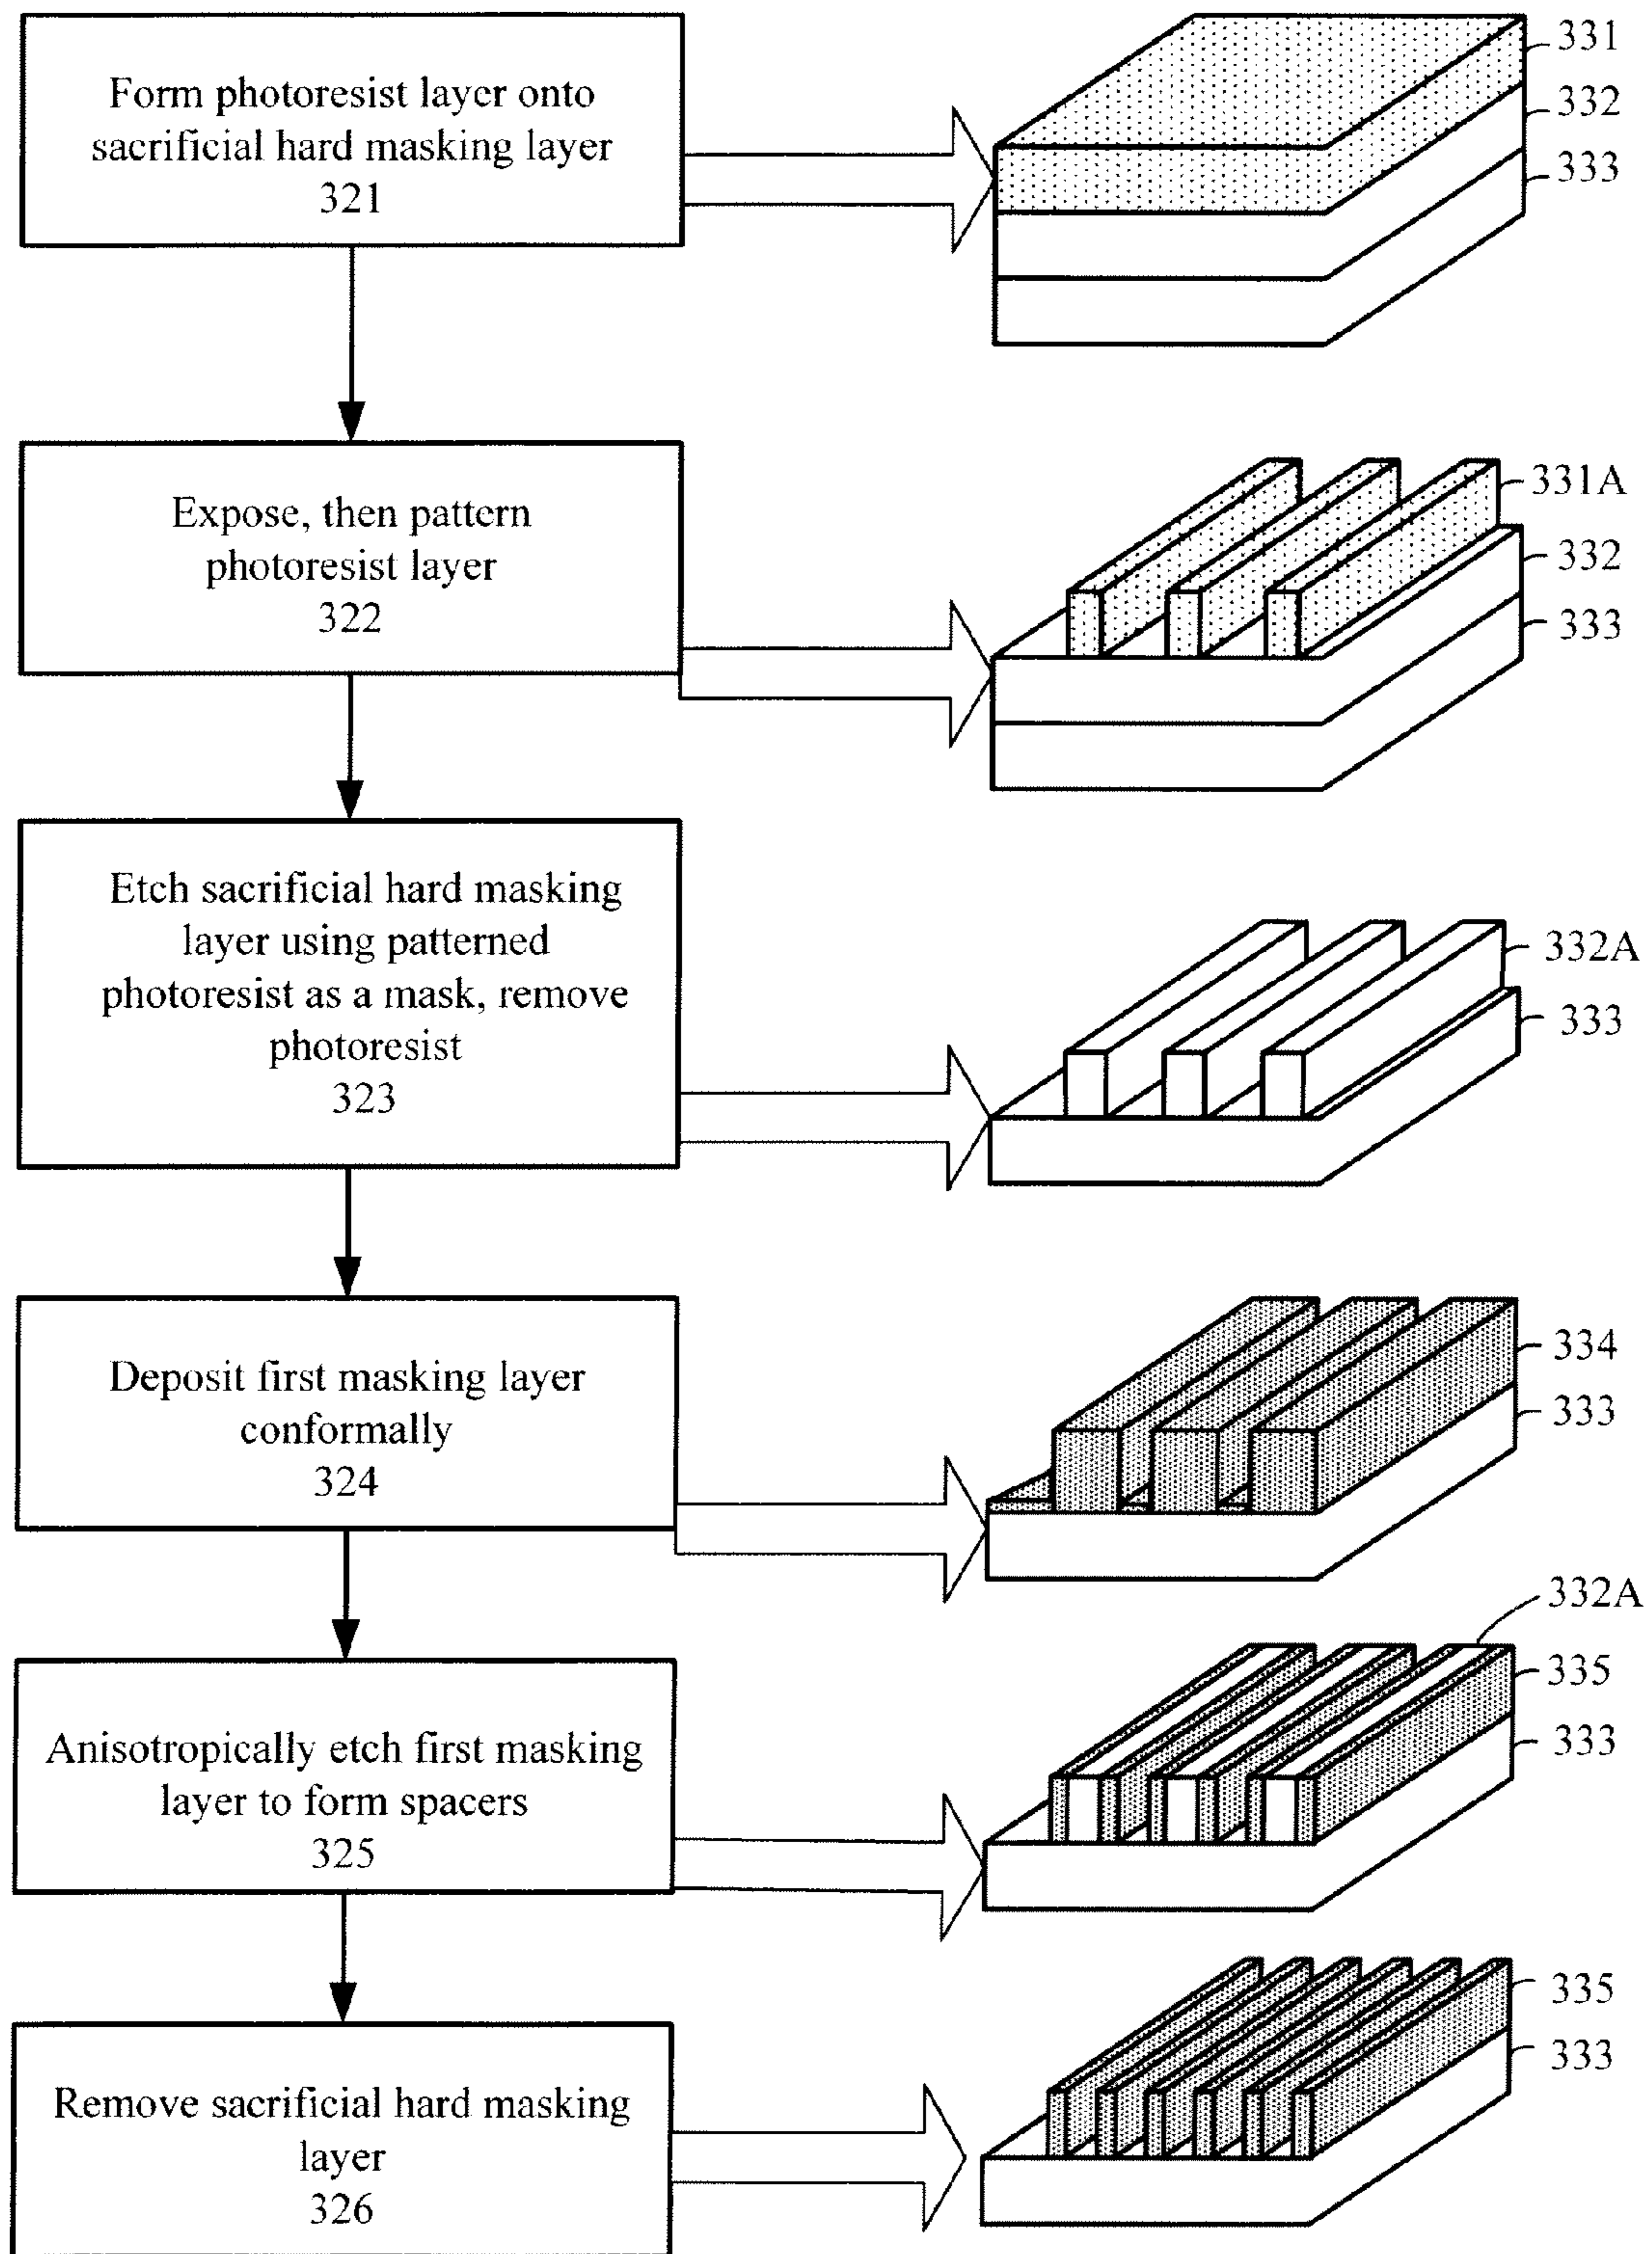 Form photoresist layer onto
sacrificial hard masking layer
321
331
332
333
Expose, then pattern
photoresist layer
322
331A
332
333
Etch sacrificial hard masking
layer using patterned
photoresist as a mask, remove
photoresist
323
332A
333
Deposit first masking layer
conformally
324
334
333
Anisotropically etch first masking
layer to form spacers
325
332A
335
333
Remove sacrificial hard masking
layer
326
335
333